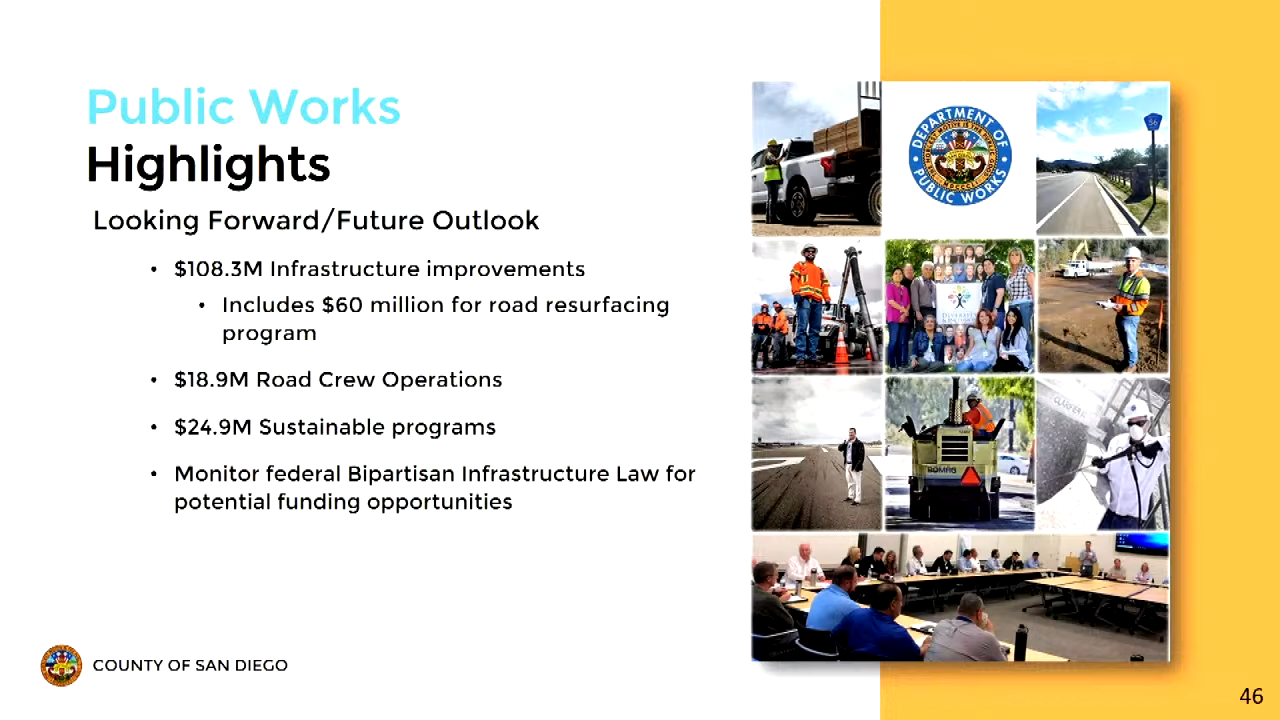 Public Works
Highlights
Looking Forward/Future Outlook
• $108.3M Infrastructure improvements
• Includes $60 million for road resurfacing
program
• $18.9M Road Crew Operations
• $24.9M Sustainable programs
• Monitor federal Bipartisan Infrastructure Law for
potential funding opportunities
COUNTY OF SAN DIEGO
DEPARTMENT OF
PUBLIC WORKS
S6
BOMAG
46